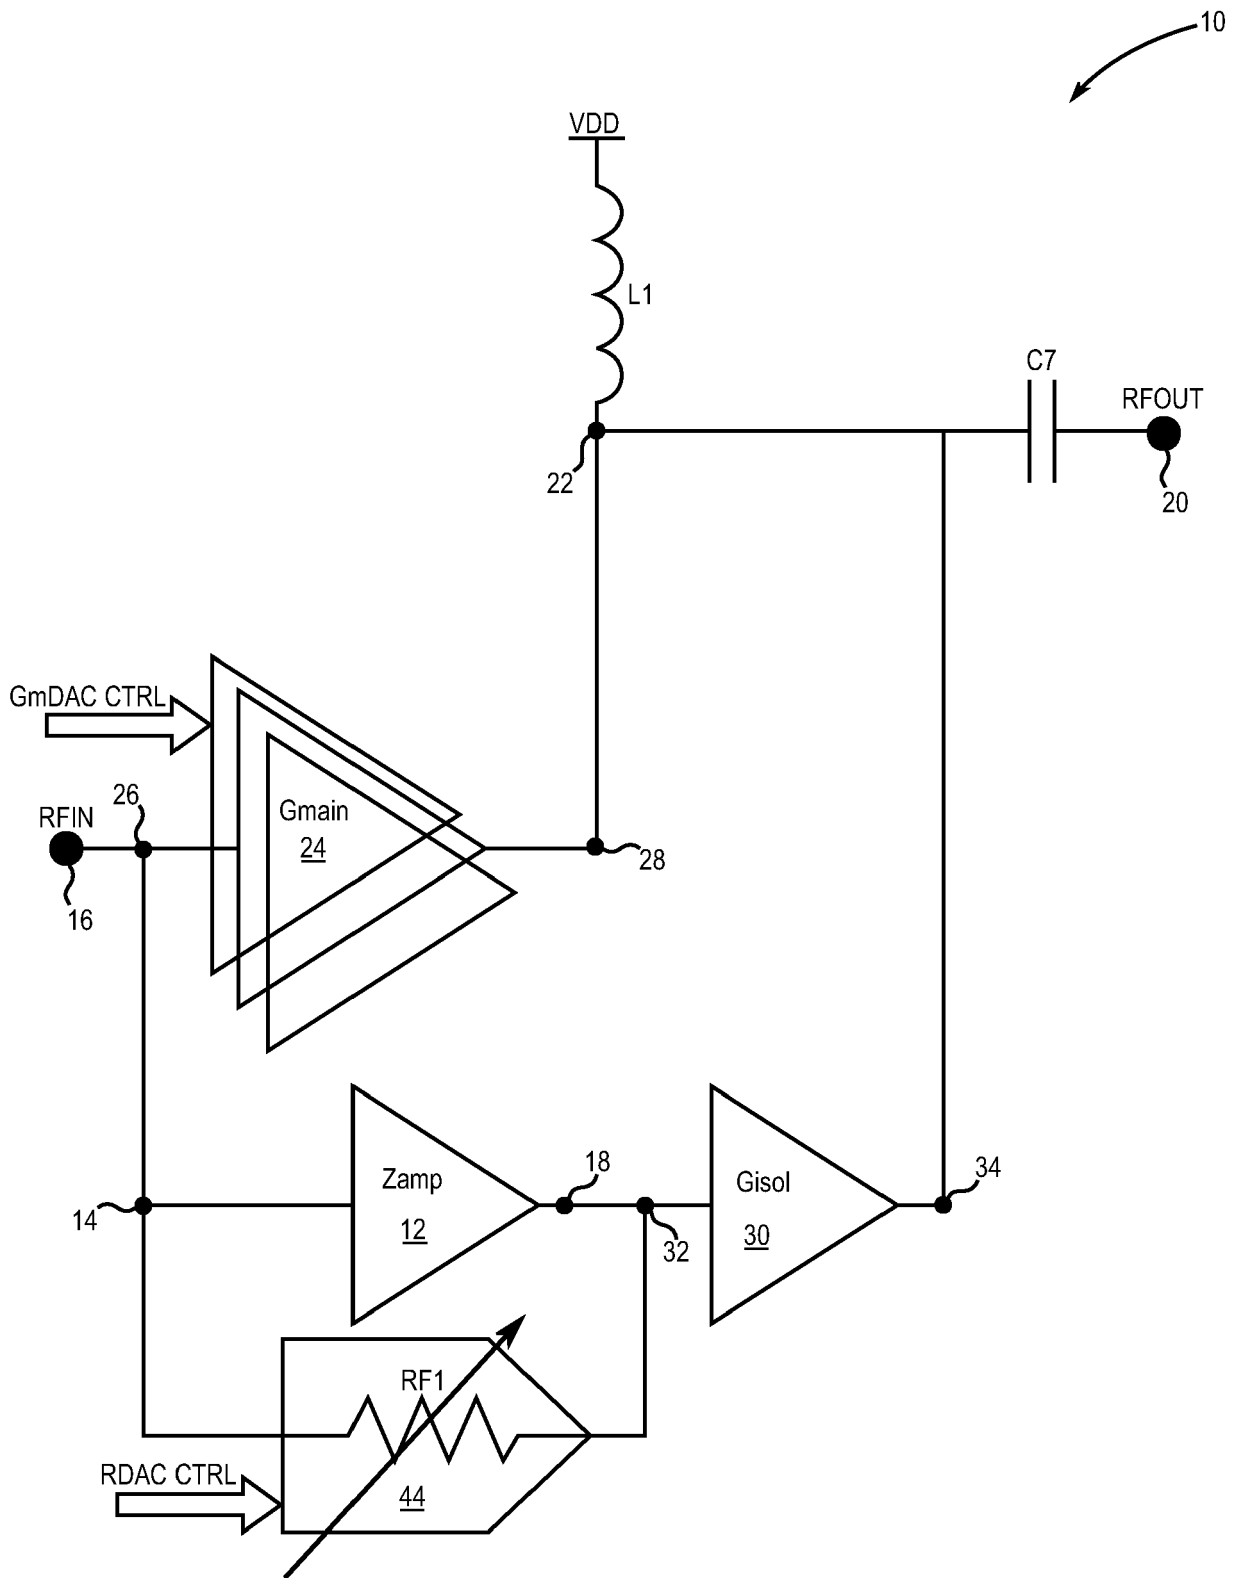 10
VDD
L1
C7
RFOUT
22
20
GmDAC CTRL
26
RFIN
Gmain
24
28
16
18
34
Zamp
Gisol
14
12
32
30
RF1
RDAC CTRL
44